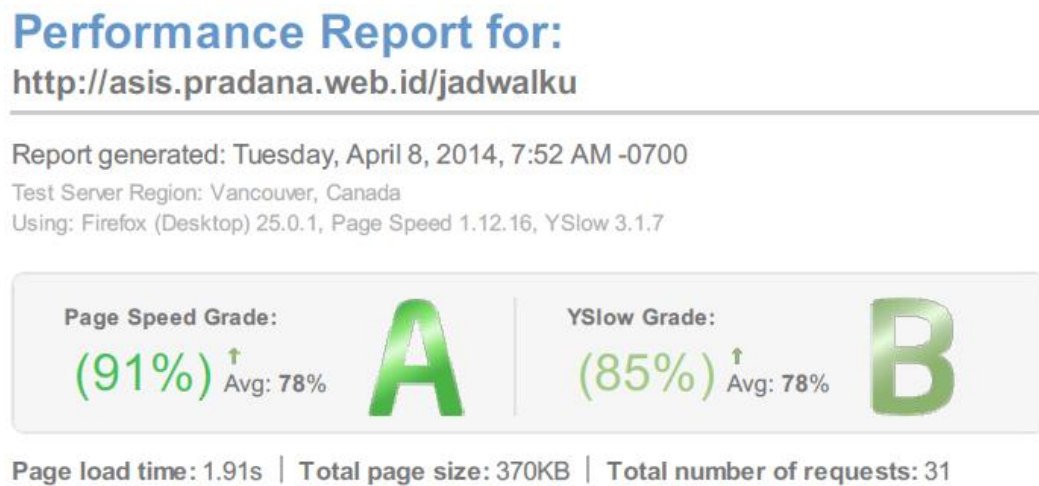 Performance Report for:
http://asis.pradana.web.id/jadwalku
Report generated: Tuesday, April 8, 2014, 7:52 AM -0700
Test Server Region: Vancouver, Canada
Using: Firefox (Desktop) 25.0.1, Page Speed 1.12.16, YSlow 3.1.7
Page Speed Grade:
(91%) Avg: 78%
A
YSlow Grade:
(85%) Avg: 78%
B
Page load time: 1.91s | Total page size: 370KB | Total number of requests: 31